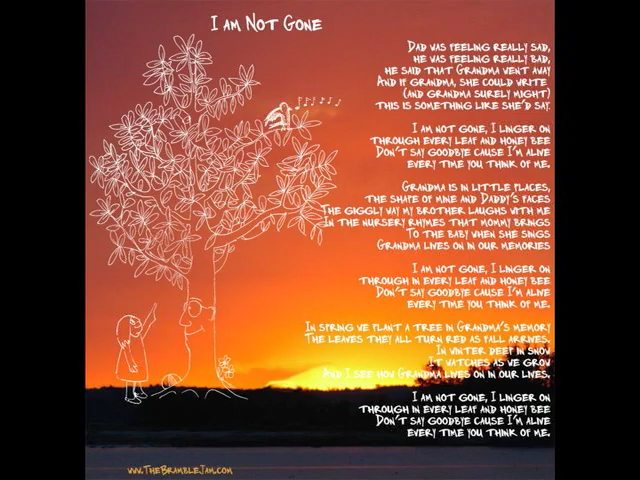 I am Not Gone
Dad was feeling really sad,
he was feeling really bad,
he said that Grandma went away
And if grandma, she could write
(and grandma surely might)
this is something like she'd say.
I am not gone, I linger on
through every leaf and honey bee
Don't say goodbye cause I'm alive
every time you think of me.
Grandma is in little places,
the shape of mine and Daddy's faces
The giggly way my brother laughs with me
In the nursery rhymes that mommy brings
To the baby when she sings
Grandma lives on in our memories
I am not gone, I linger on
through in every leaf and honey bee
Don't say goodbye cause I'm alive
every time you think of me.
In spring we plant a tree in Grandma's memory
The leaves they all turn red as fall arrives.
In winter deep in snow
It watches as we grow
And I see how Grandma lives on in our lives.
I am not gone, I linger on
through in every leaf and honey bee
Don't say goodbye cause I'm alive
every time you think of me.
www.TheBrambleJam.com